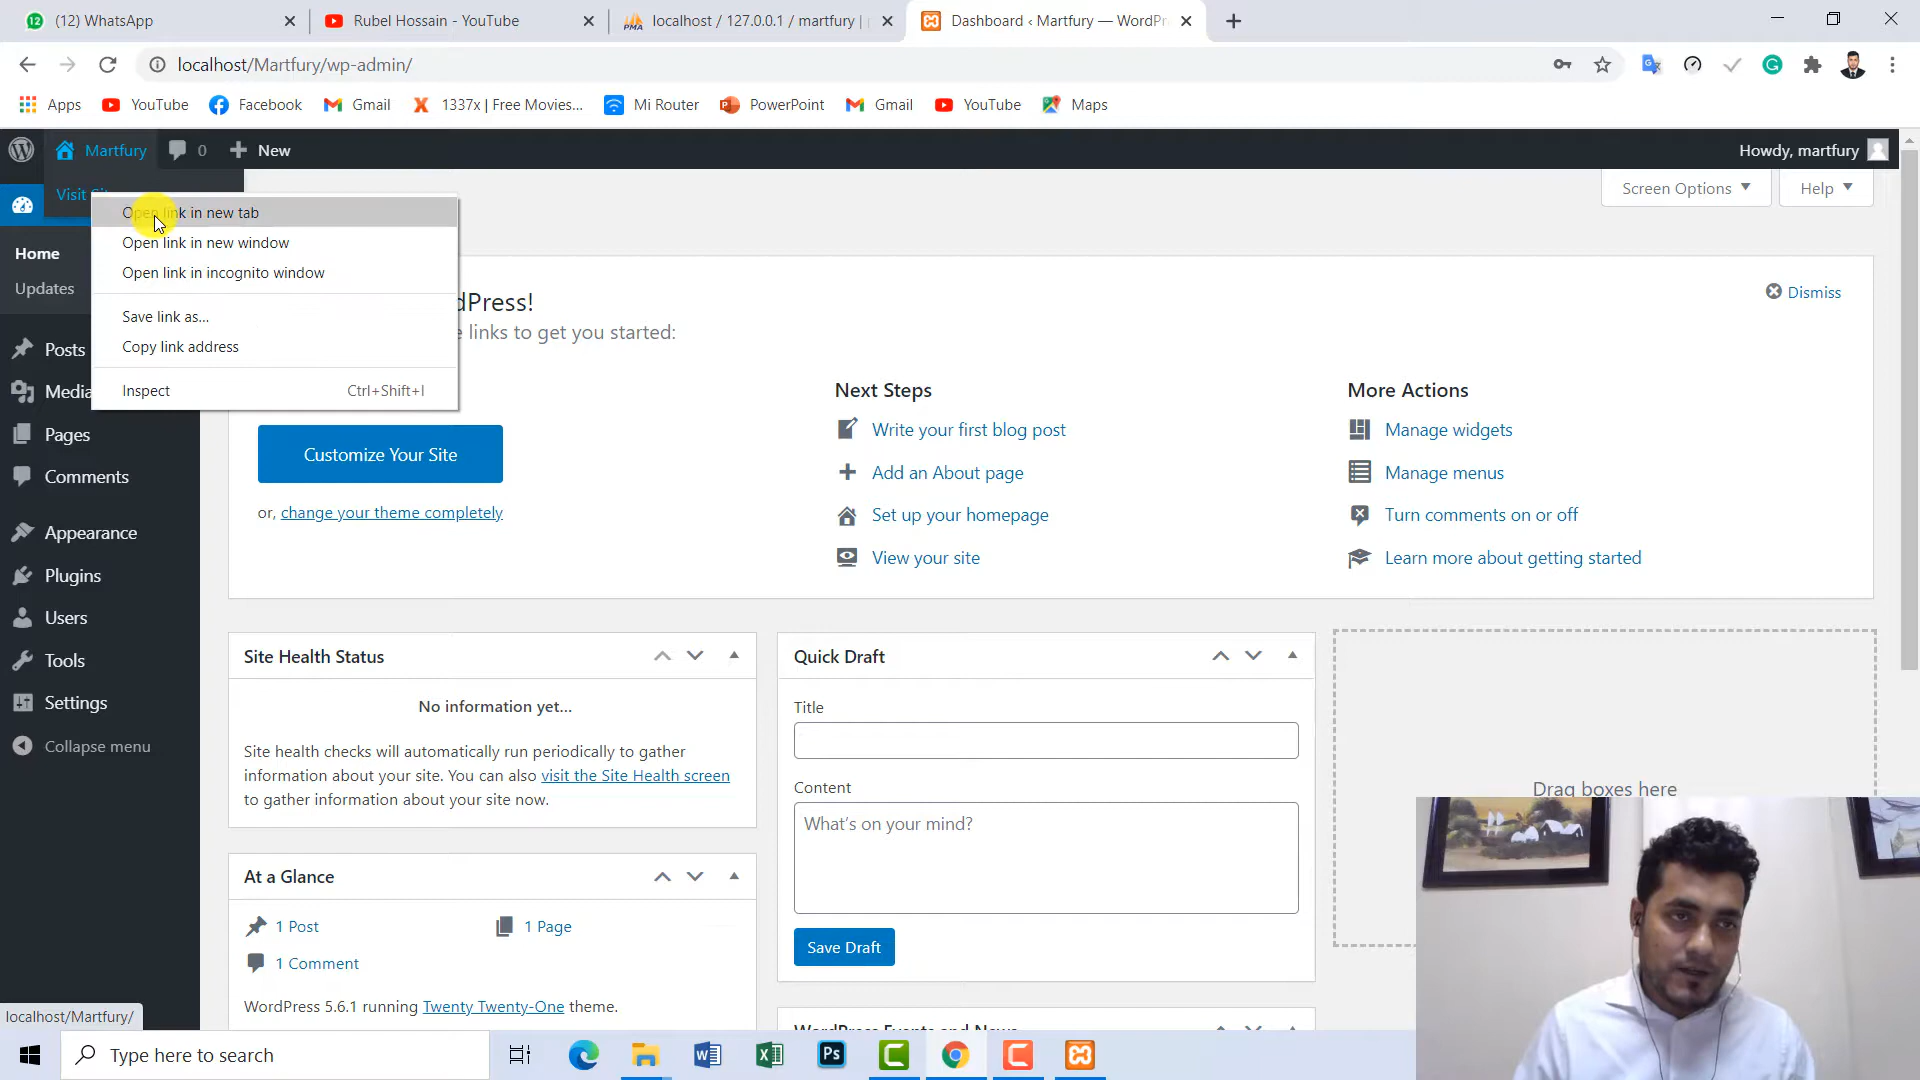 (12) WhatsApp
Rubel Hossain - YouTube
localhost / 127.0.0.1 / martfury |
Dashboard ‹ Martfury — WordPr
localhost/Martfury/wp-admin/
Apps
YouTube
Facebook
Gmail
1337x | Free Movies...
Mi Router
PowerPoint
Gmail
YouTube
Maps
Martfury
0
New
Howdy, martfury
Visit
Screen Options
Help
Open link in new tab
Open link in new window
Open link in incognito window
Save link as...
Copy link address
Inspect Ctrl+Shift+I
Home
Updates
Posts
Media
Pages
Comments
Appearance
Plugins
Users
Tools
Settings
Collapse menu
dPress!
links to get you started:
Dismiss
Customize Your Site
or, change your theme completely
Next Steps
Write your first blog post
Add an About page
Set up your homepage
View your site
More Actions
Manage widgets
Manage menus
Turn comments on or off
Learn more about getting started
Site Health Status
No information yet...
Site health checks will automatically run periodically to gather
information about your site. You can also visit the Site Health screen
to gather information about your site now.
At a Glance
1 Post
1 Page
1 Comment
WordPress 5.6.1 running Twenty Twenty-One theme.
Quick Draft
Title
Content
What's on your mind?
Save Draft
Drag boxes here
WordPress Events and News
localhost/Martfury/
Type here to search